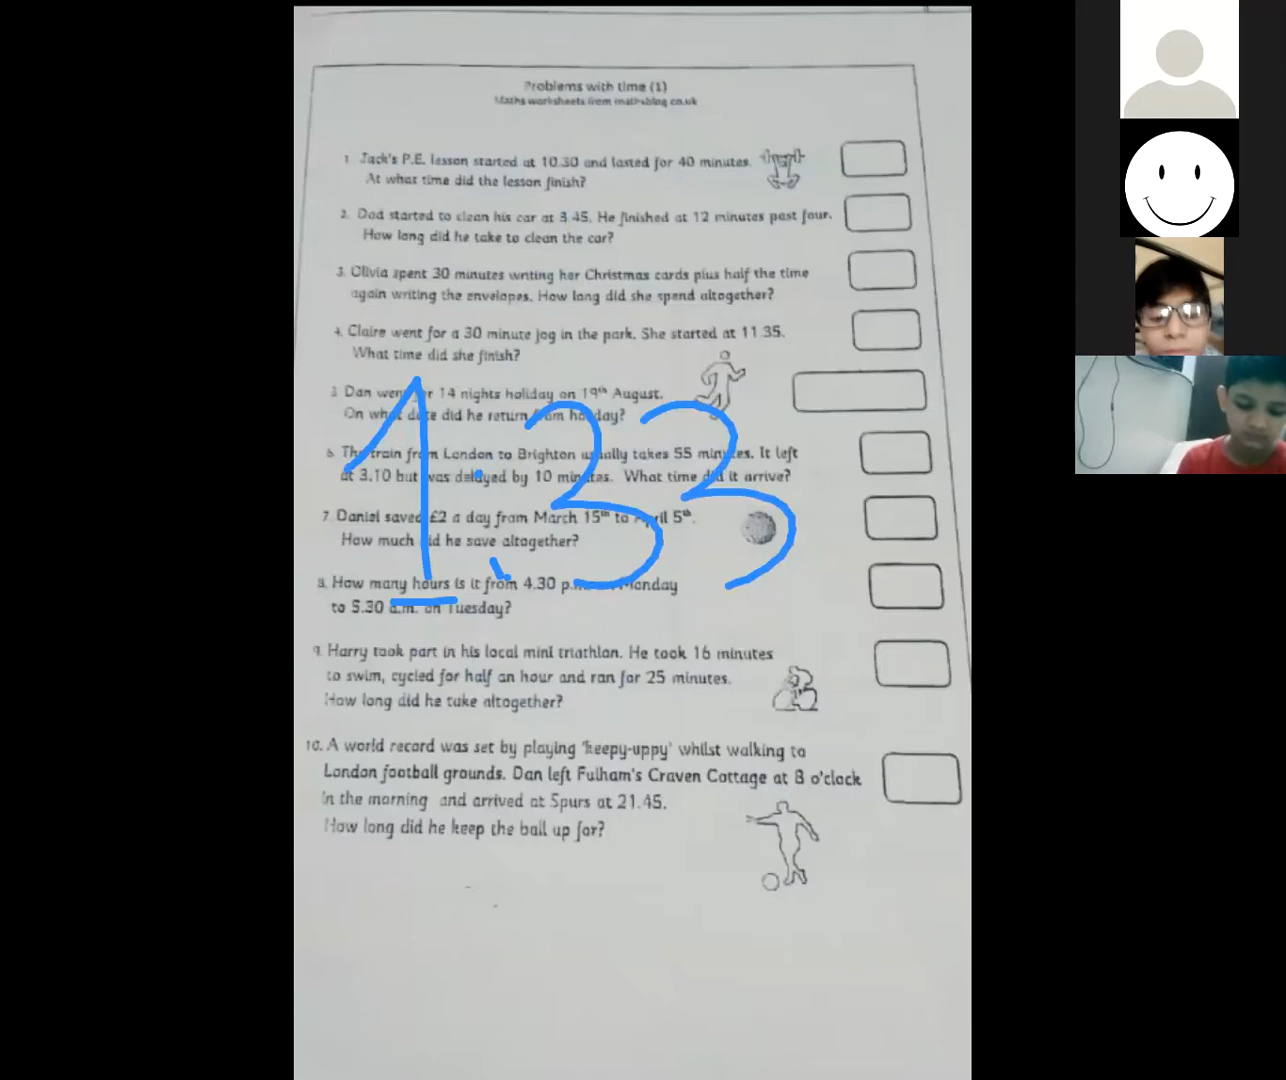 Problems with time (1)
Maths worksheets from mathsblog.co.uk
1. Jack's P.E. lesson started at 10.30 and lasted for 40 minutes.
At what time did the lesson finish?
2. Dad started to clean his car at 3.45. He finished at 12 minutes past four.
How long did he take to clean the car?
3. Olivia spent 30 minutes writing her Christmas cards plus half the time
again writing the envelopes. How long did she spend altogether?
4. Claire went for a 30 minute jog in the park. She started at 11.35.
What time did she finish?
Dan went for 14 nights holiday on 19th August.
On what date did he return from holiday?
6. The train from London to Brighton usually takes 55 minutes. It left
at 3.10 but was delayed by 10 minutes. What time did it arrive?
7. Daniel saved £2 a day from March 15th to April 5th.
How much did he save altogether?
8. How many hours is it from 4.30 p.m. Monday
to 5.30 a.m. on Tuesday?
9. Harry took part in his local mini triathlon. He took 16 minutes
to swim, cycled for half an hour and ran for 25 minutes.
How long did he take altogether?
10. A world record was set by playing 'keepy-uppy' whilst walking to
London football grounds. Dan left Fulham's Craven Cottage at 8 o'clock
in the morning and arrived at Spurs at 21.45.
How long did he keep the ball up for?
1.33